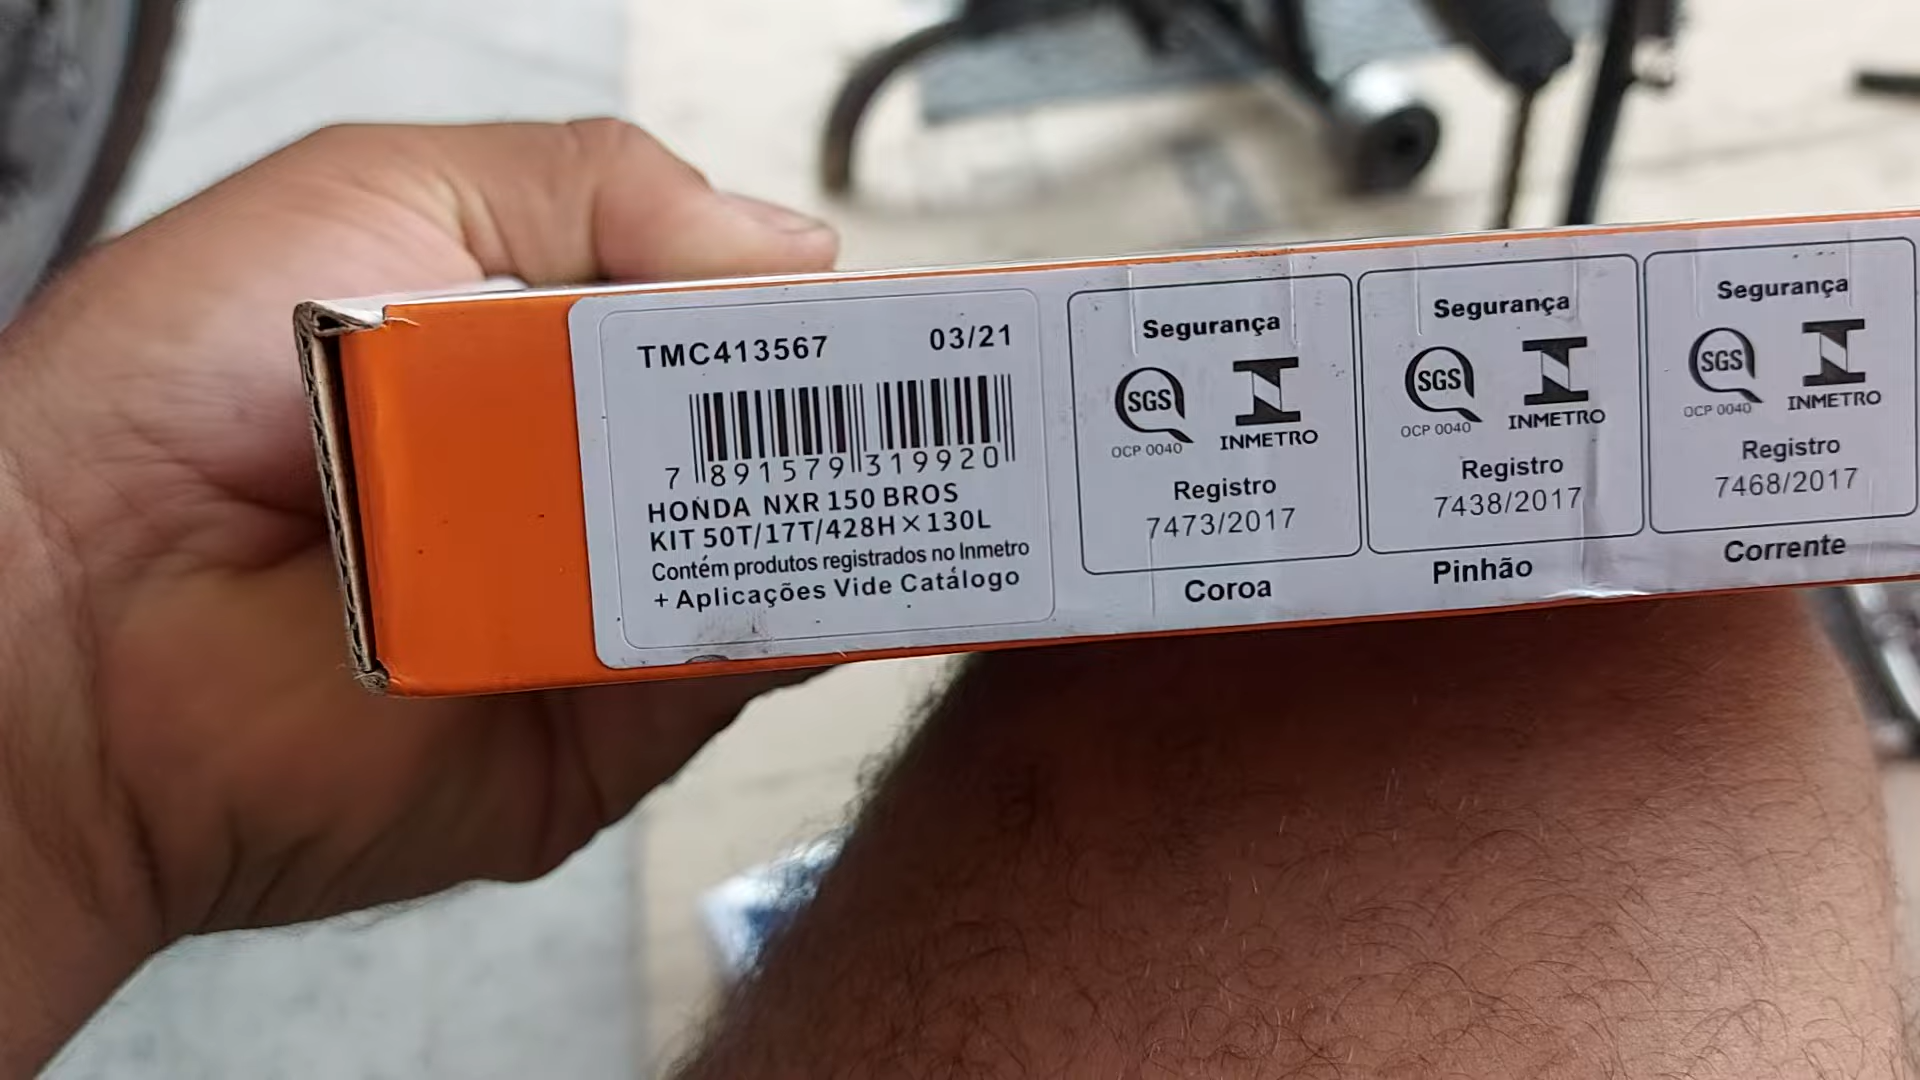 TMC413567 03/21
7 891579 319920
HONDA NXR 150 BROS
KIT 50T/17T/428H×130L
Contém produtos registrados no Inmetro
+ Aplicações Vide Catálogo
Segurança
SGS
OCP 0040
INMETRO
Registro
7473/2017
Coroa
Segurança
SGS
OCP 0040
INMETRO
Registro
7438/2017
Pinhão
Segurança
SGS
OCP 0040
INMETRO
Registro
7468/2017
Corrente